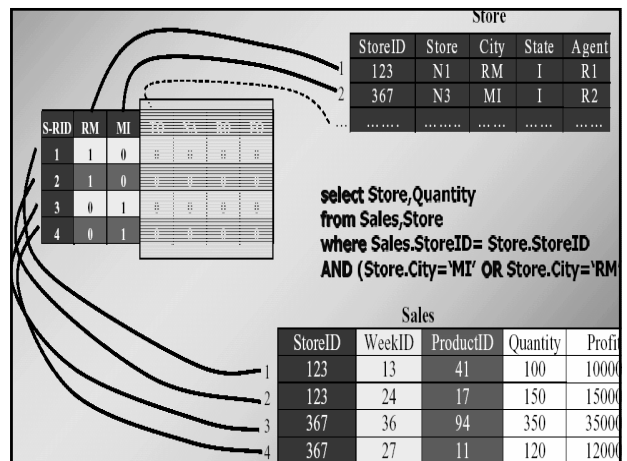 Store
StoreID Store City State Agent
1 123 N1 RM I R1
2 367 N3 MI I R2
... ....... ........ ... ... ... ... ... ...
S-RID RM MI
1 1 0
2 1 0
3 0 1
4 0 1
select Store,Quantity
from Sales,Store
where Sales.StoreID= Store.StoreID
AND (Store.City=‘MI’ OR Store.City=‘RM’
Sales
StoreID WeekID ProductID Quantity Profit
1 123 13 41 100 10000
2 123 24 17 150 15000
3 367 36 94 350 35000
4 367 27 11 120 12000